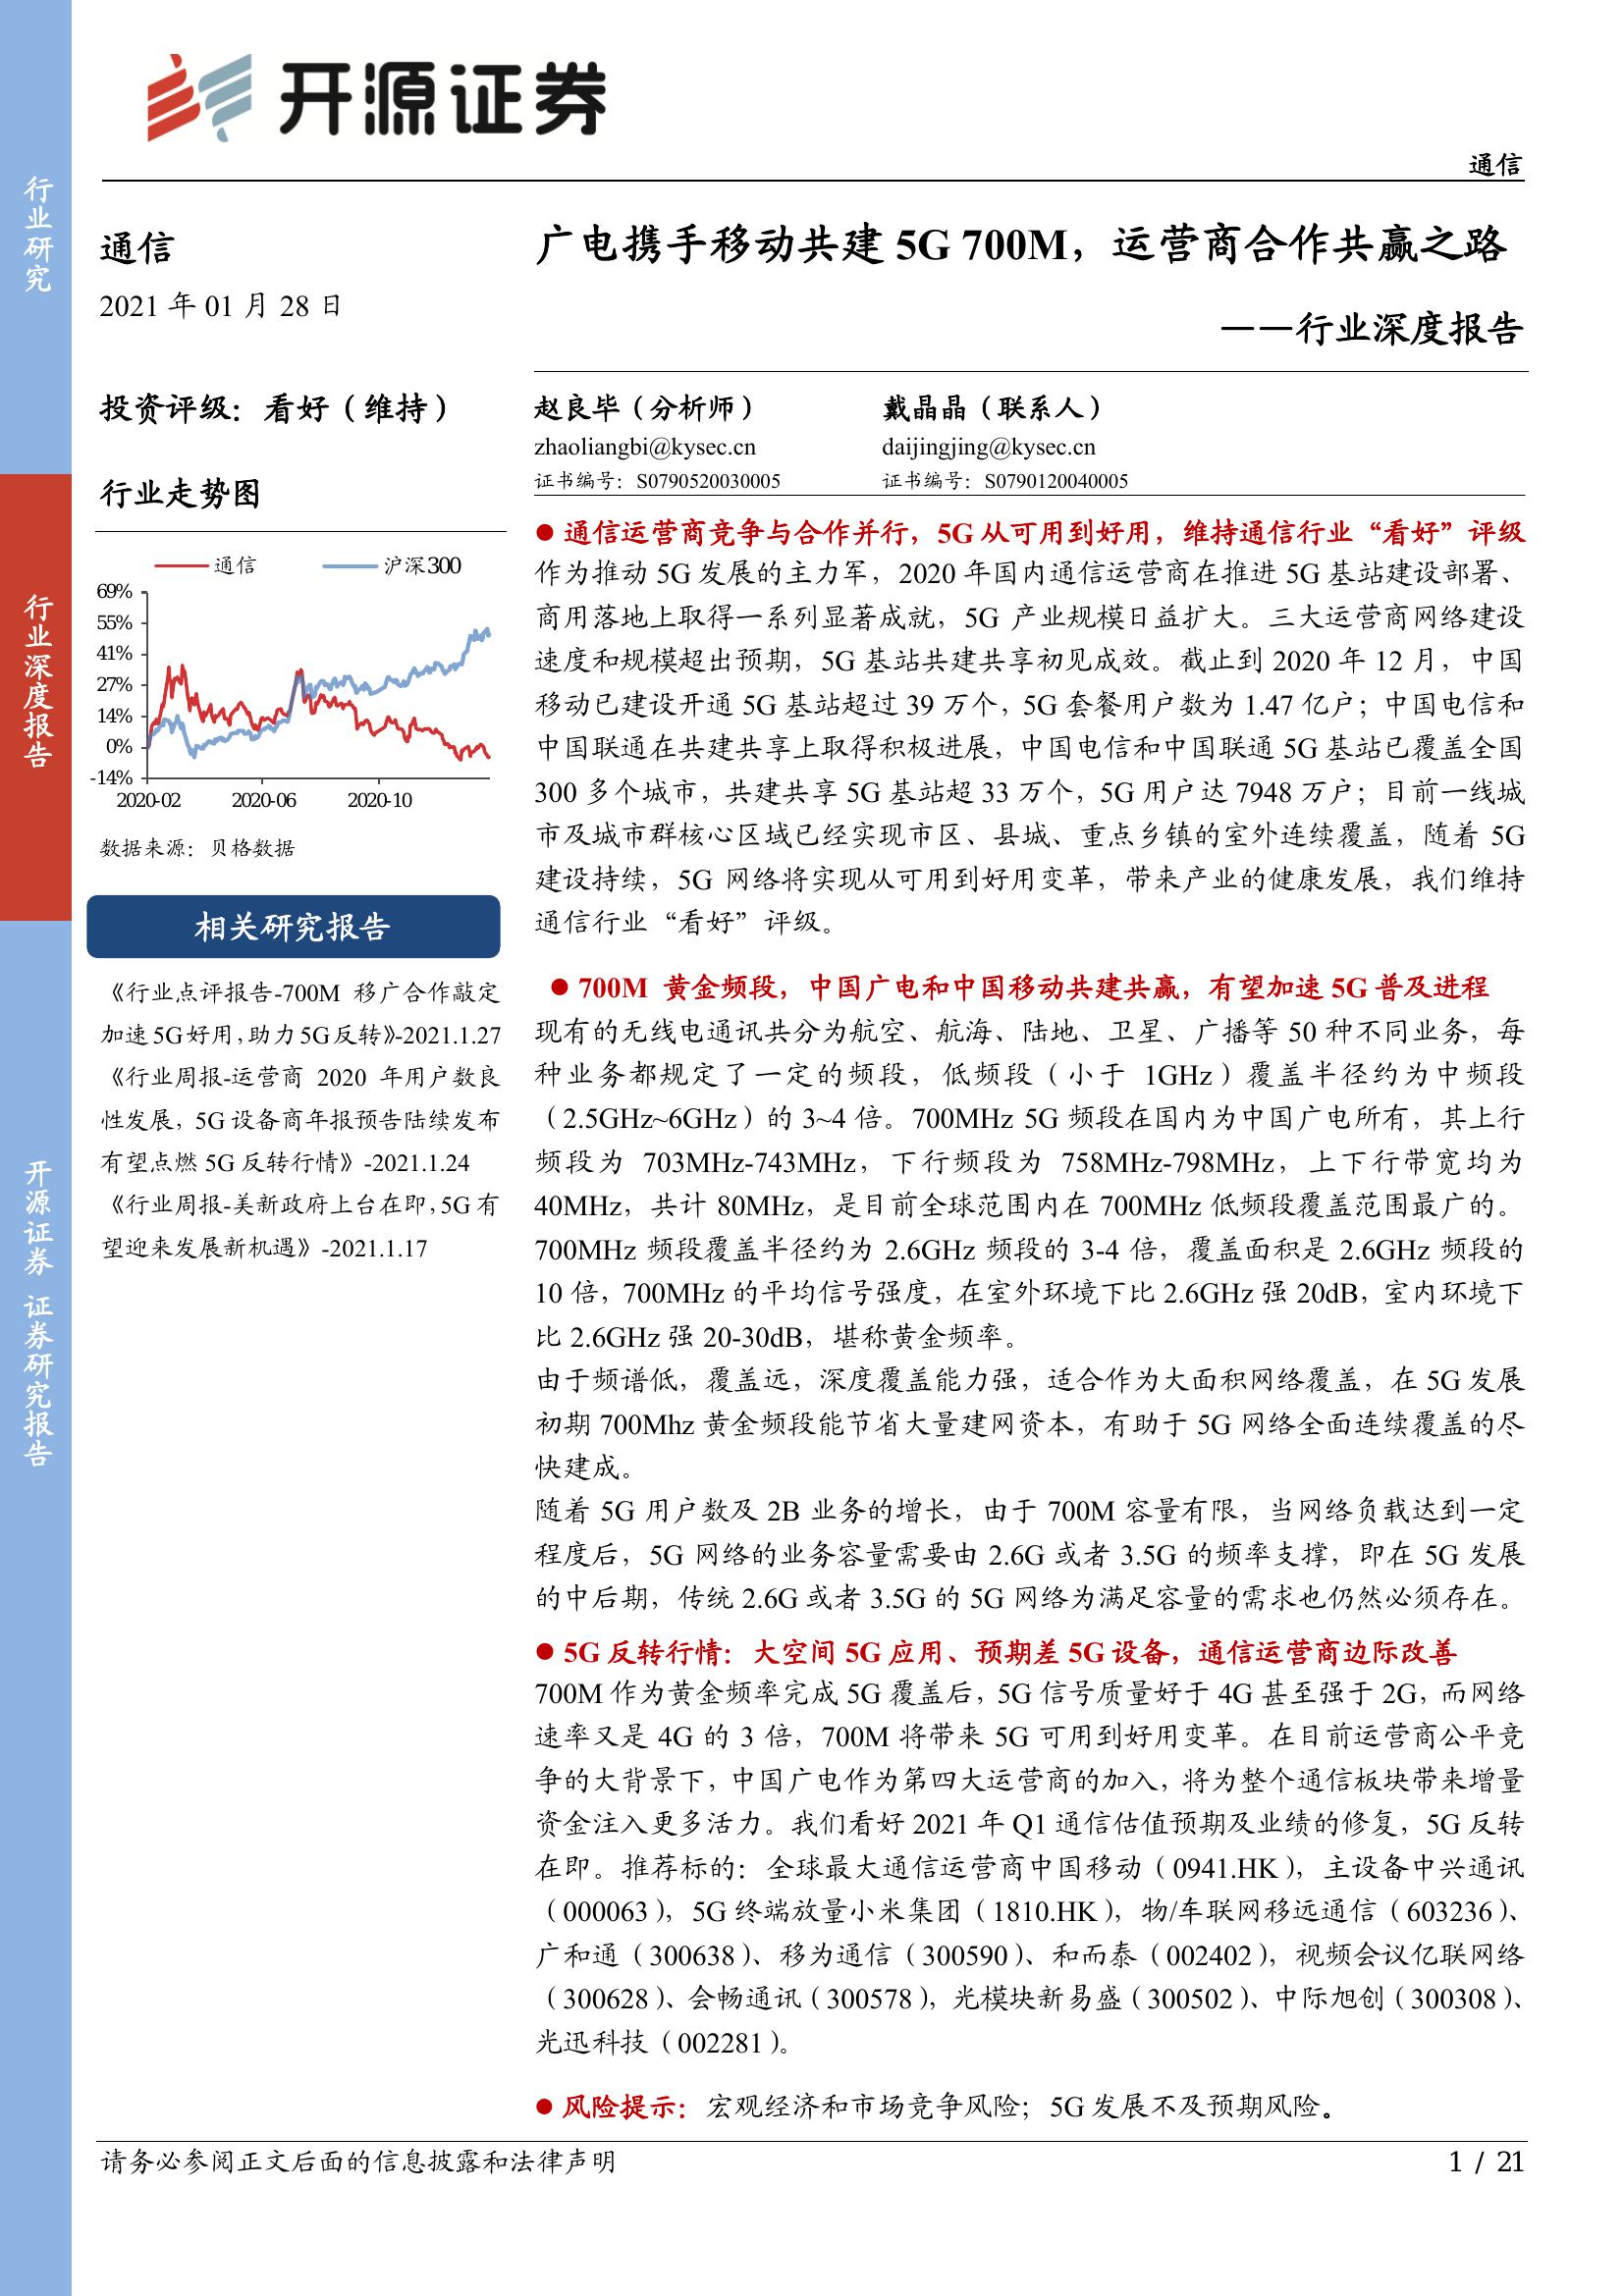 开源证券
通信
行业研究
行业深度报告
开源证券 证券研究报告
通信
2021 年 01 月 28 日
投资评级：看好（维持）
行业走势图
通信 沪深300
69%
55%
41%
27%
14%
0%
-14%
2020-02 2020-06 2020-10
数据来源：贝格数据
相关研究报告
《行业点评报告-700M 移广合作敲定
加速5G好用，助力5G反转》-2021.1.27
《行业周报-运营商 2020 年用户数良
性发展，5G设备商年报预告陆续发布
有望点燃 5G 反转行情》-2021.1.24
《行业周报-美新政府上台在即，5G有
望迎来发展新机遇》-2021.1.17
广电携手移动共建 5G 700M，运营商合作共赢之路
——行业深度报告
赵良毕（分析师） 戴晶晶（联系人）
zhaoliangbi@kysec.cn daijingjing@kysec.cn
证书编号：S0790520030005 证书编号：S0790120040005
● 通信运营商竞争与合作并行，5G 从可用到好用，维持通信行业“看好”评级
作为推动 5G 发展的主力军，2020 年国内通信运营商在推进 5G 基站建设部署、
商用落地上取得一系列显著成就，5G 产业规模日益扩大。三大运营商网络建设
速度和规模超出预期，5G 基站共建共享初见成效。截止到 2020 年 12 月，中国
移动已建设开通 5G 基站超过 39 万个，5G 套餐用户数为 1.47 亿户；中国电信和
中国联通在共建共享上取得积极进展，中国电信和中国联通 5G 基站已覆盖全国
300 多个城市，共建共享 5G 基站超 33 万个，5G 用户达 7948 万户；目前一线城
市及城市群核心区域已经实现市区、县城、重点乡镇的室外连续覆盖，随着 5G
建设持续，5G 网络将实现从可用到好用变革，带来产业的健康发展，我们维持
通信行业“看好”评级。
● 700M 黄金频段，中国广电和中国移动共建共赢，有望加速 5G 普及进程
现有的无线电通讯共分为航空、航海、陆地、卫星、广播等 50 种不同业务，每
种业务都规定了一定的频段，低频段（小于 1GHz）覆盖半径约为中频段
（2.5GHz~6GHz）的 3~4 倍。700MHz 5G 频段在国内为中国广电所有，其上行
频段为 703MHz-743MHz，下行频段为 758MHz-798MHz，上下行带宽均为
40MHz，共计 80MHz，是目前全球范围内在 700MHz 低频段覆盖范围最广的。
700MHz 频段覆盖半径约为 2.6GHz 频段的 3-4 倍，覆盖面积是 2.6GHz 频段的
10 倍，700MHz 的平均信号强度，在室外环境下比 2.6GHz 强 20dB，室内环境下
比 2.6GHz 强 20-30dB，堪称黄金频率。
由于频谱低，覆盖远，深度覆盖能力强，适合作为大面积网络覆盖，在 5G 发展
初期 700Mhz 黄金频段能节省大量建网资本，有助于 5G 网络全面连续覆盖的尽
快建成。
随着 5G 用户数及 2B 业务的增长，由于 700M 容量有限，当网络负载达到一定
程度后，5G 网络的业务容量需要由 2.6G 或者 3.5G 的频率支撑，即在 5G 发展
的中后期，传统 2.6G 或者 3.5G 的 5G 网络为满足容量的需求也仍然必须存在。
● 5G 反转行情：大空间 5G 应用、预期差 5G 设备，通信运营商边际改善
700M 作为黄金频率完成 5G 覆盖后，5G 信号质量好于 4G 甚至强于 2G，而网络
速率又是 4G 的 3 倍，700M 将带来 5G 可用到好用变革。在目前运营商公平竞
争的大背景下，中国广电作为第四大运营商的加入，将为整个通信板块带来增量
资金注入更多活力。我们看好 2021 年 Q1 通信估值预期及业绩的修复，5G 反转
在即。推荐标的：全球最大通信运营商中国移动（0941.HK），主设备中兴通讯
（000063），5G 终端放量小米集团（1810.HK），物/车联网移远通信（603236）、
广和通（300638）、移为通信（300590）、和而泰（002402），视频会议亿联网络
（300628）、会畅通讯（300578），光模块新易盛（300502）、中际旭创（300308）、
光迅科技（002281）。
● 风险提示：宏观经济和市场竞争风险；5G 发展不及预期风险。
请务必参阅正文后面的信息披露和法律声明 1 / 21